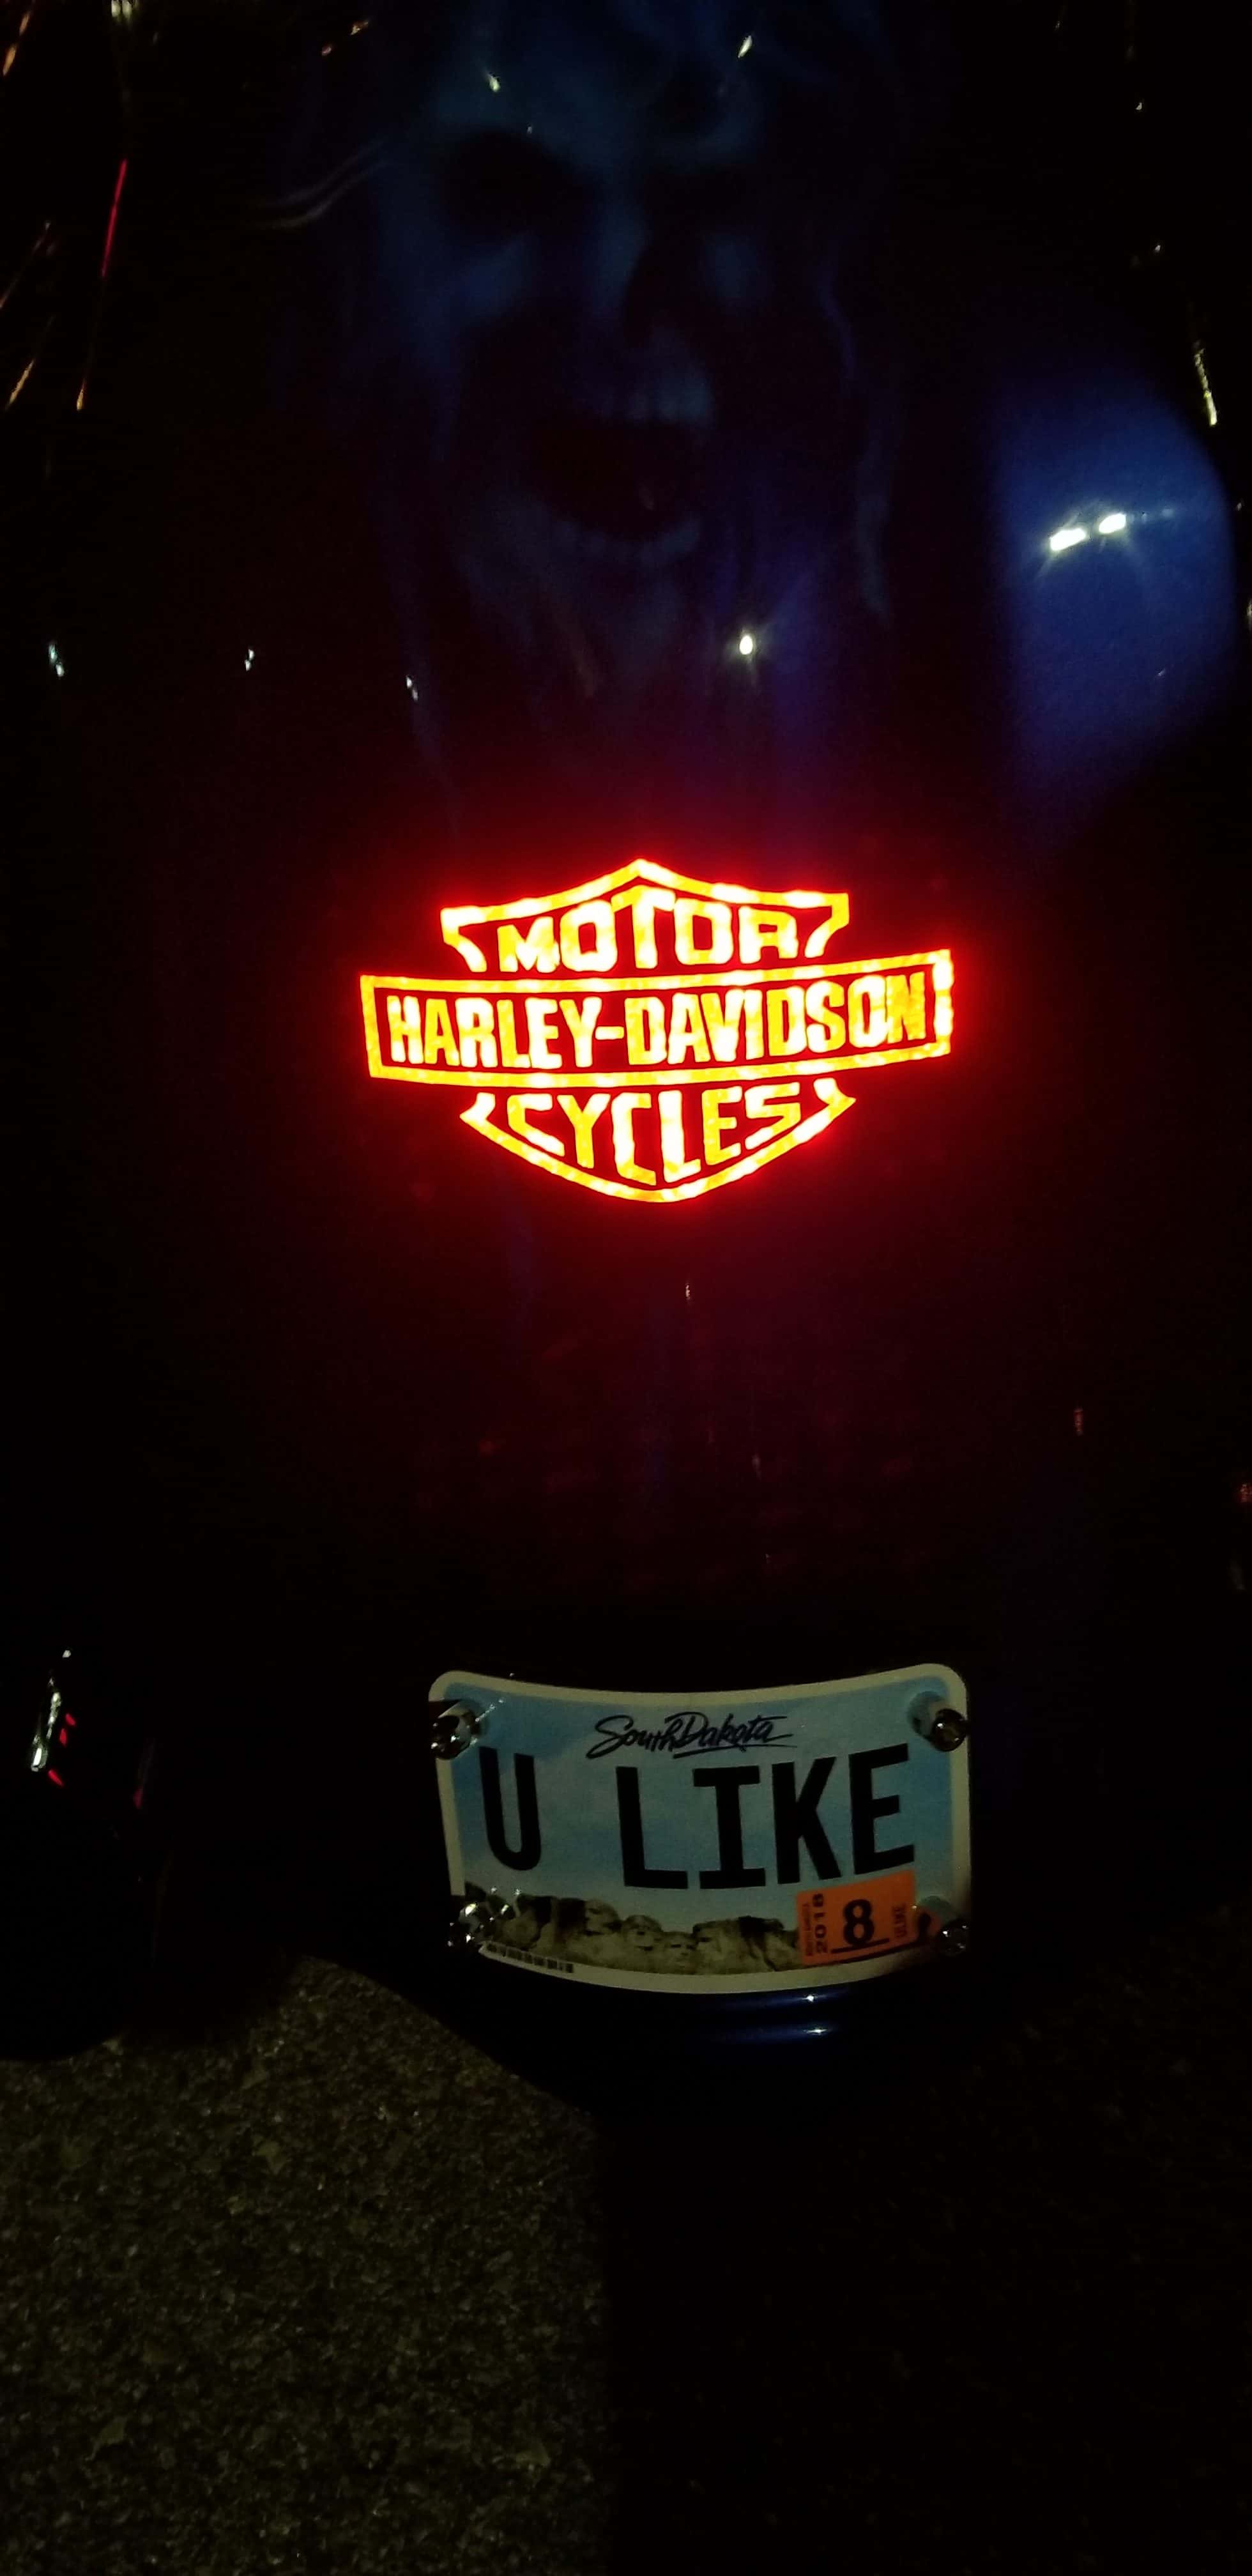 MOTOR
HARLEY-DAVIDSON
CYCLES
South Dakota
U LIKE
2018
8